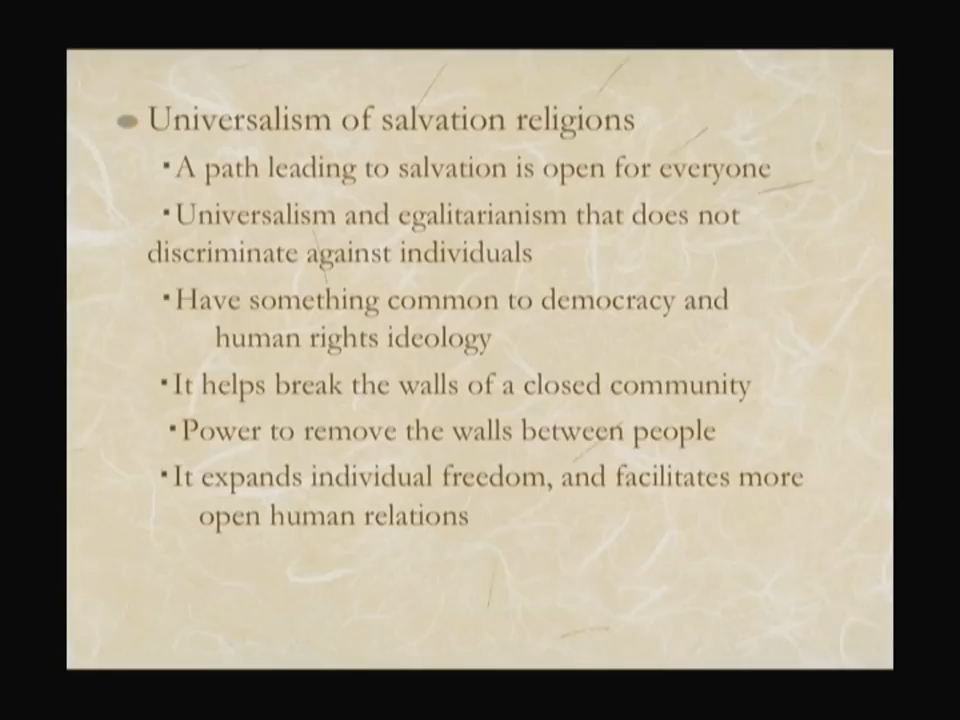 Universalism of salvation religions
▪A path leading to salvation is open for everyone
▪Universalism and egalitarianism that does not
discriminate against individuals
▪Have something common to democracy and
human rights ideology
▪It helps break the walls of a closed community
▪Power to remove the walls between people
▪It expands individual freedom, and facilitates more
open human relations